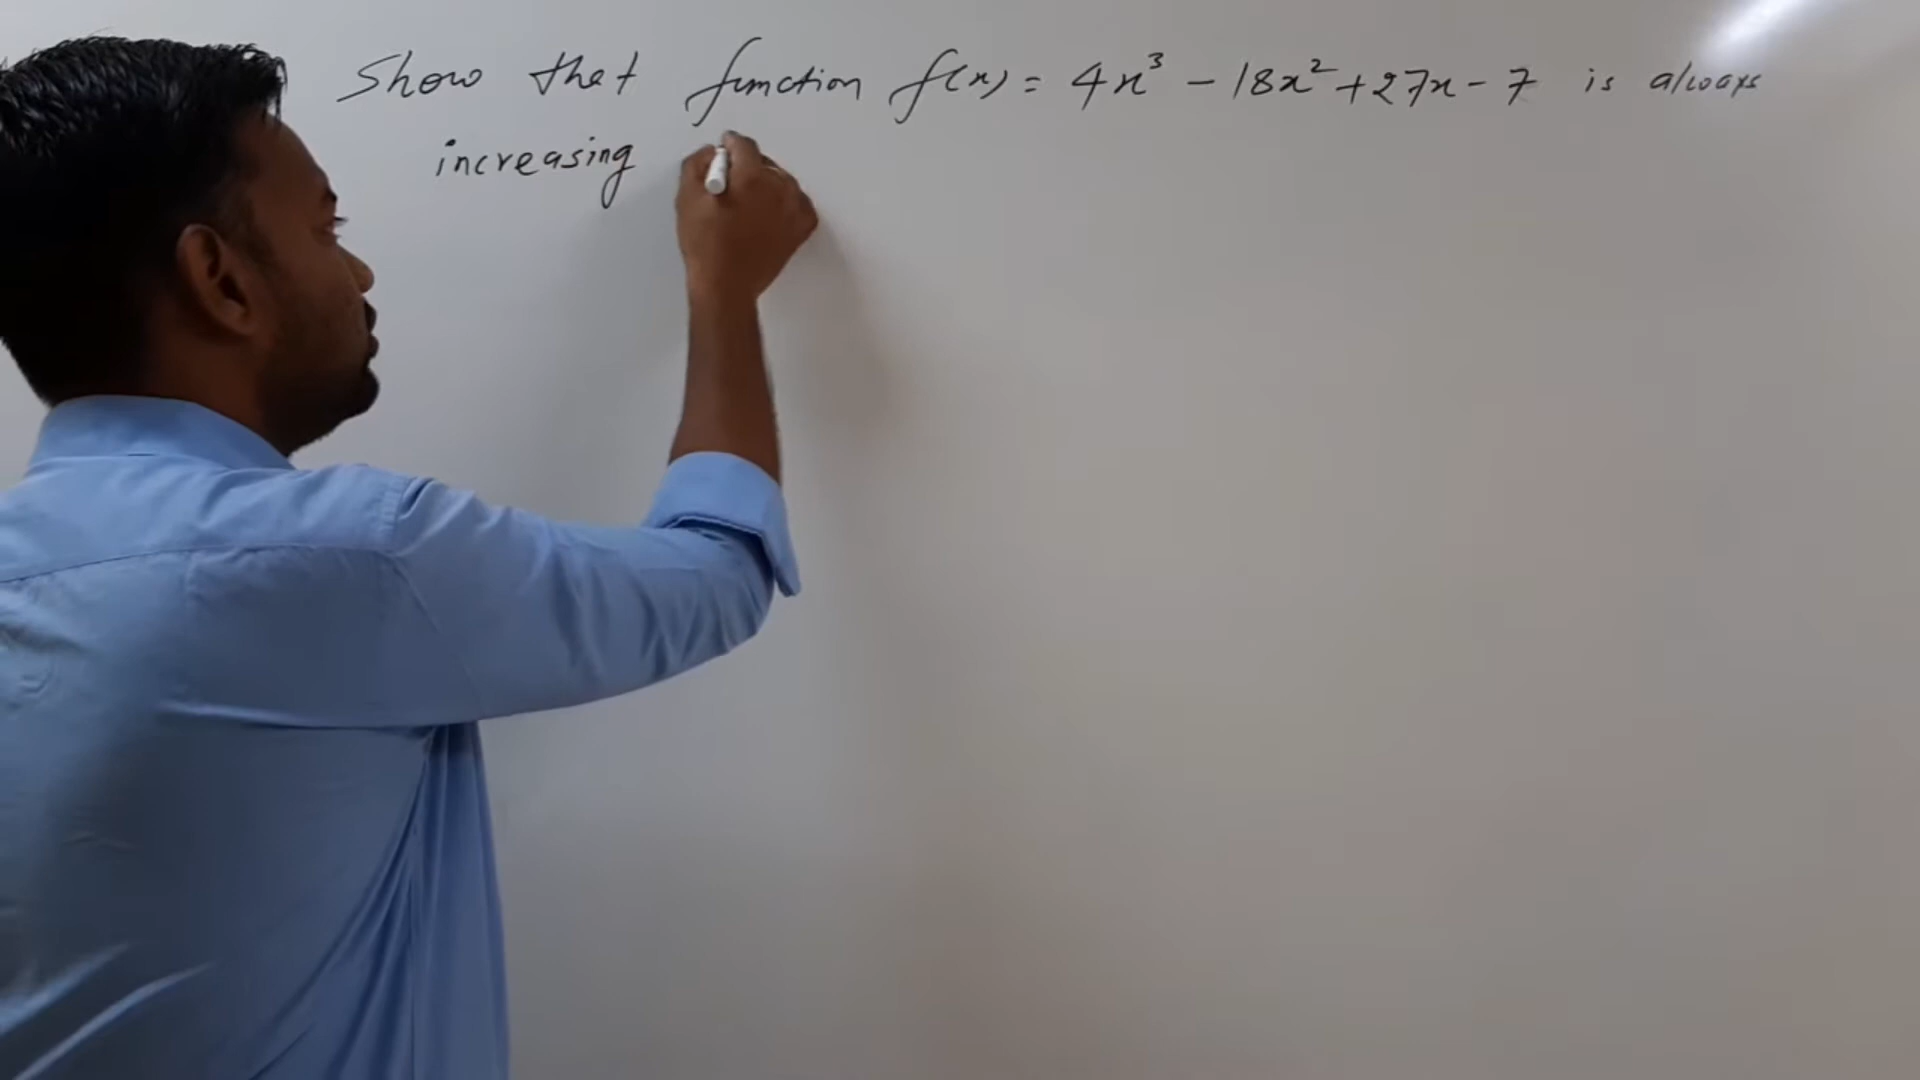 Show that function f(x) = 4x³ - 18x² + 27x - 7 is always
increasing